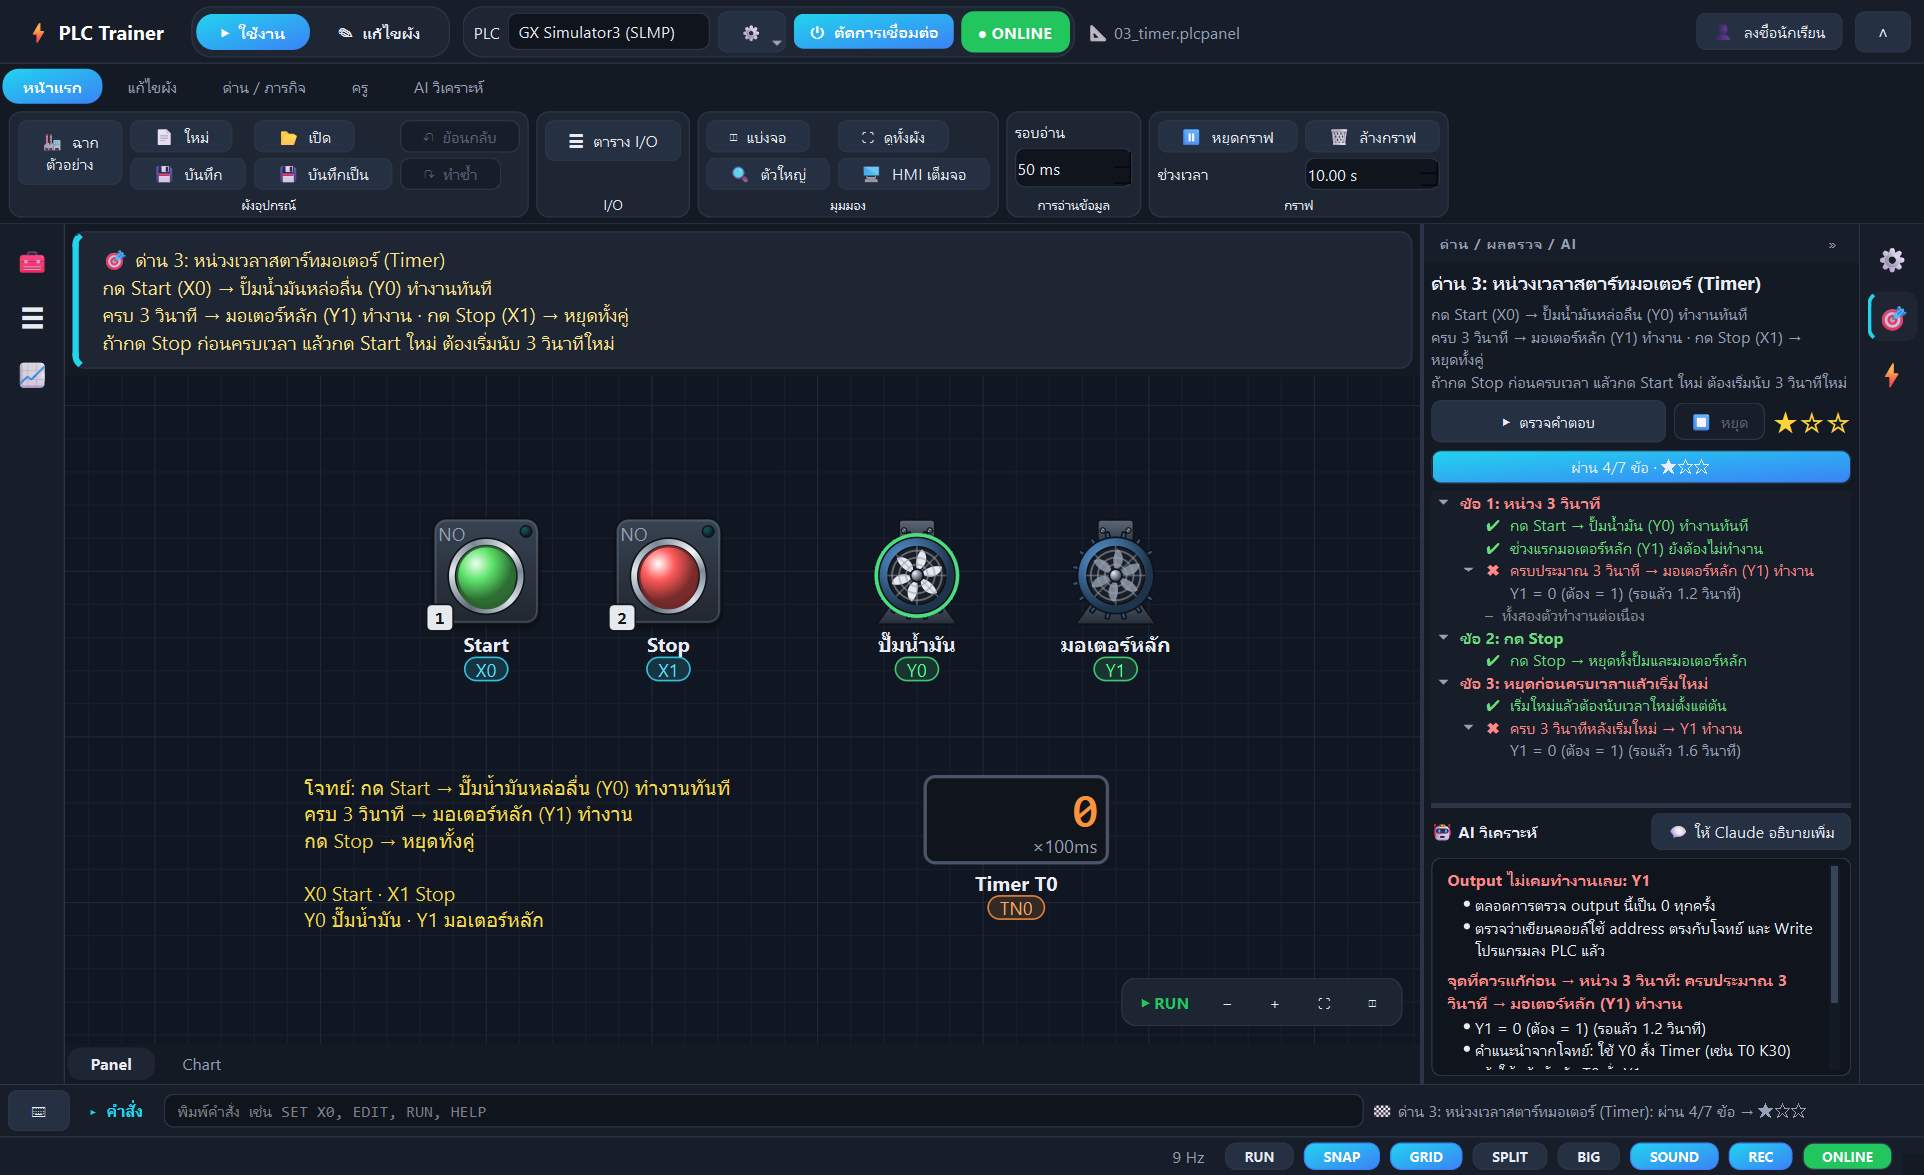 PLC Trainer
ใช้งาน
แก้ไขผัง
PLC
GX Simulator3 (SLMP)
ตัดการเชื่อมต่อ
● ONLINE
03_timer.plcpanel
ลงชื่อนักเรียน
หน้าแรก
แก้ไขผัง
ด่าน / ภารกิจ
ครู
AI วิเคราะห์
ฉาก
ตัวอย่าง
ใหม่
เปิด
ย้อนกลับ
บันทึก
บันทึกเป็น
ทำซ้ำ
ผังอุปกรณ์
ตาราง I/O
I/O
แบ่งจอ
ดูทั้งผัง
ตัวใหญ่
HMI เต็มจอ
มุมมอง
รอบอ่าน
50 ms
การอ่านข้อมูล
หยุดกราฟ
ล้างกราฟ
ช่วงเวลา
10.00 s
กราฟ
ด่าน 3: หน่วงเวลาสตาร์ทมอเตอร์ (Timer)
กด Start (X0) → ปั๊มน้ำมันหล่อลื่น (Y0) ทำงานทันที
ครบ 3 วินาที → มอเตอร์หลัก (Y1) ทำงาน · กด Stop (X1) → หยุดทั้งคู่
ถ้ากด Stop ก่อนครบเวลา แล้วกด Start ใหม่ ต้องเริ่มนับ 3 วินาทีใหม่
NO
1
Start
X0
NO
2
Stop
X1
ปั๊มน้ำมัน
Y0
มอเตอร์หลัก
Y1
โจทย์: กด Start → ปั๊มน้ำมันหล่อลื่น (Y0) ทำงานทันที
ครบ 3 วินาที → มอเตอร์หลัก (Y1) ทำงาน
กด Stop → หยุดทั้งคู่
X0 Start · X1 Stop
Y0 ปั๊มน้ำมัน · Y1 มอเตอร์หลัก
0
×100ms
Timer T0
TN0
RUN
−
+
Panel
Chart
ด่าน / ผลตรวจ / AI
»
ด่าน 3: หน่วงเวลาสตาร์ทมอเตอร์ (Timer)
กด Start (X0) → ปั๊มน้ำมันหล่อลื่น (Y0) ทำงานทันที
ครบ 3 วินาที → มอเตอร์หลัก (Y1) ทำงาน · กด Stop (X1) →
หยุดทั้งคู่
ถ้ากด Stop ก่อนครบเวลา แล้วกด Start ใหม่ ต้องเริ่มนับ 3 วินาทีใหม่
ตรวจคำตอบ
หยุด
★☆☆
ผ่าน 4/7 ข้อ · ★☆☆
ข้อ 1: หน่วง 3 วินาที
✔ กด Start → ปั๊มน้ำมัน (Y0) ทำงานทันที
✔ ช่วงแรกมอเตอร์หลัก (Y1) ยังต้องไม่ทำงาน
✖ ครบประมาณ 3 วินาที → มอเตอร์หลัก (Y1) ทำงาน
Y1 = 0 (ต้อง = 1) (รอแล้ว 1.2 วินาที)
– ทั้งสองตัวทำงานต่อเนื่อง
ข้อ 2: กด Stop
✔ กด Stop → หยุดทั้งปั๊มและมอเตอร์หลัก
ข้อ 3: หยุดก่อนครบเวลาแล้วเริ่มใหม่
✔ เริ่มใหม่แล้วต้องนับเวลาใหม่ตั้งแต่ต้น
✖ ครบ 3 วินาทีหลังเริ่มใหม่ → Y1 ทำงาน
Y1 = 0 (ต้อง = 1) (รอแล้ว 1.6 วินาที)
AI วิเคราะห์
ให้ Claude อธิบายเพิ่ม
Output ไม่เคยทำงานเลย: Y1
• ตลอดการตรวจ output นี้เป็น 0 ทุกครั้ง
• ตรวจว่าเขียนคอยล์ใช้ address ตรงกับโจทย์ และ Write
โปรแกรมลง PLC แล้ว
จุดที่ควรแก้ก่อน → หน่วง 3 วินาที: ครบประมาณ 3
วินาที → มอเตอร์หลัก (Y1) ทำงาน
• Y1 = 0 (ต้อง = 1) (รอแล้ว 1.2 วินาที)
• คำแนะนำจากโจทย์: ใช้ Y0 สั่ง Timer (เช่น T0 K30)
คำสั่ง
พิมพ์คำสั่ง เช่น SET X0, EDIT, RUN, HELP
ด่าน 3: หน่วงเวลาสตาร์ทมอเตอร์ (Timer): ผ่าน 4/7 ข้อ → ★☆☆
9 Hz
RUN
SNAP
GRID
SPLIT
BIG
SOUND
REC
ONLINE